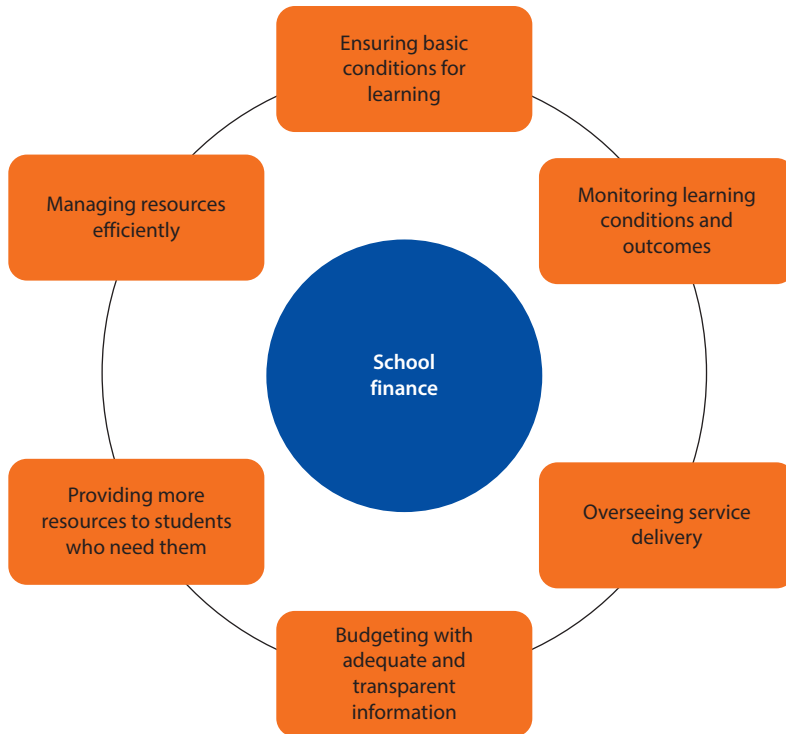 Ensuring basic
conditions for
learning
Monitoring learning
conditions and
outcomes
Overseeing service
delivery
Budgeting with
adequate and
transparent
information
Providing more
resources to students
who need them
Managing resources
efficiently
School
finance